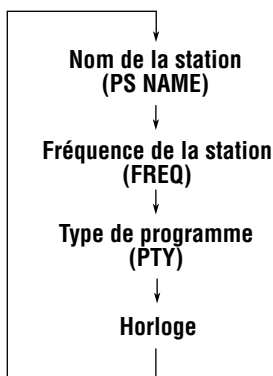 Nom de la station
(PS NAME)
Fréquence de la station
(FREQ)
Type de programme
(PTY)
Horloge